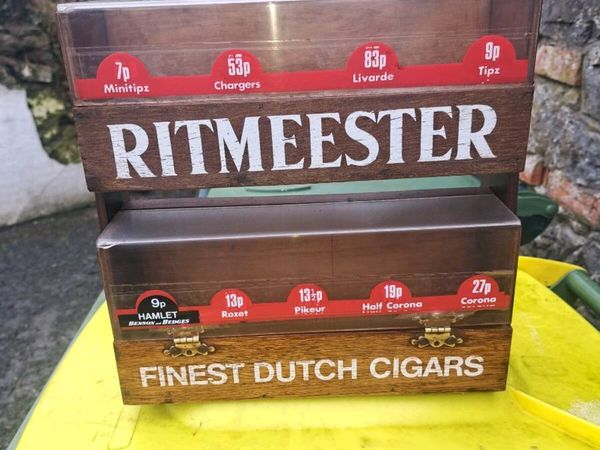 7p 53p 83p 9p
Minitipz Chargers Livarde Tipz
RITMEESTER
9p 13p 13½p 19p 27p
HAMLET Rozet Pikeur Half Corona Corona
BENSON and HEDGES
FINEST DUTCH CIGARS